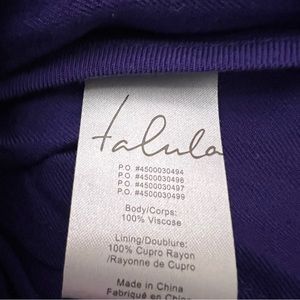 talula
P.O. #4500030494
P.O. #4500030496
P.O. #4500030497
P.O. #4500030499
Body/Corps:
100% Viscose
Lining/Doublure:
100% Cupro Rayon
/Rayonne de Cupro
Made in China
Fabriqué en Chine